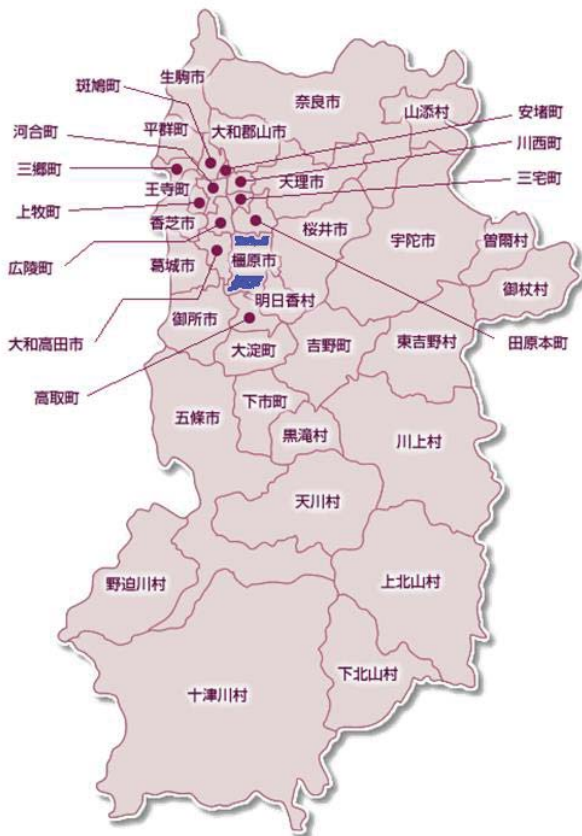 生駒市
斑鳩町
奈良市
山添村
安堵町
河合町
平群町
大和郡山市
川西町
三郷町
天理市
三宅町
王寺町
上牧町
香芝市
桜井市
宇陀市
曽爾村
広陵町
葛城市
橿原市
御杖村
明日香村
御所市
大和高田市
大淀町
吉野町
東吉野村
田原本町
高取町
五條市
下市町
黒滝村
川上村
天川村
野迫川村
上北山村
下北山村
十津川村